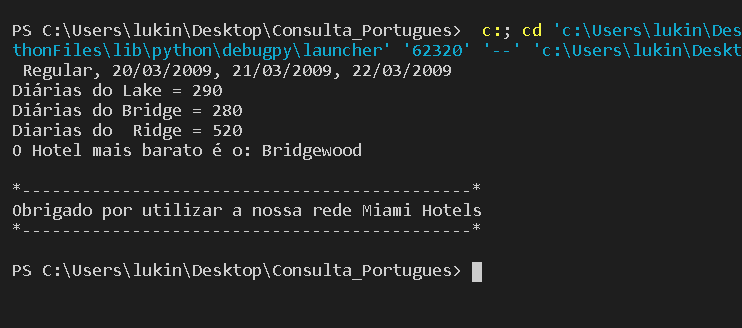 PS C:\Users\lukin\Desktop\Consulta_Portugues>  c:; cd 'c:\Users\lukin\Des
thonFiles\lib\python\debugpy\launcher' '62320' '--' 'c:\Users\lukin\Deskt
 Regular, 20/03/2009, 21/03/2009, 22/03/2009
Diárias do Lake = 290
Diárias do Bridge = 280
Diarias do  Ridge = 520
O Hotel mais barato é o: Bridgewood
*---------------------------------------------*
Obrigado por utilizar a nossa rede Miami Hotels
*---------------------------------------------*
PS C:\Users\lukin\Desktop\Consulta_Portugues>